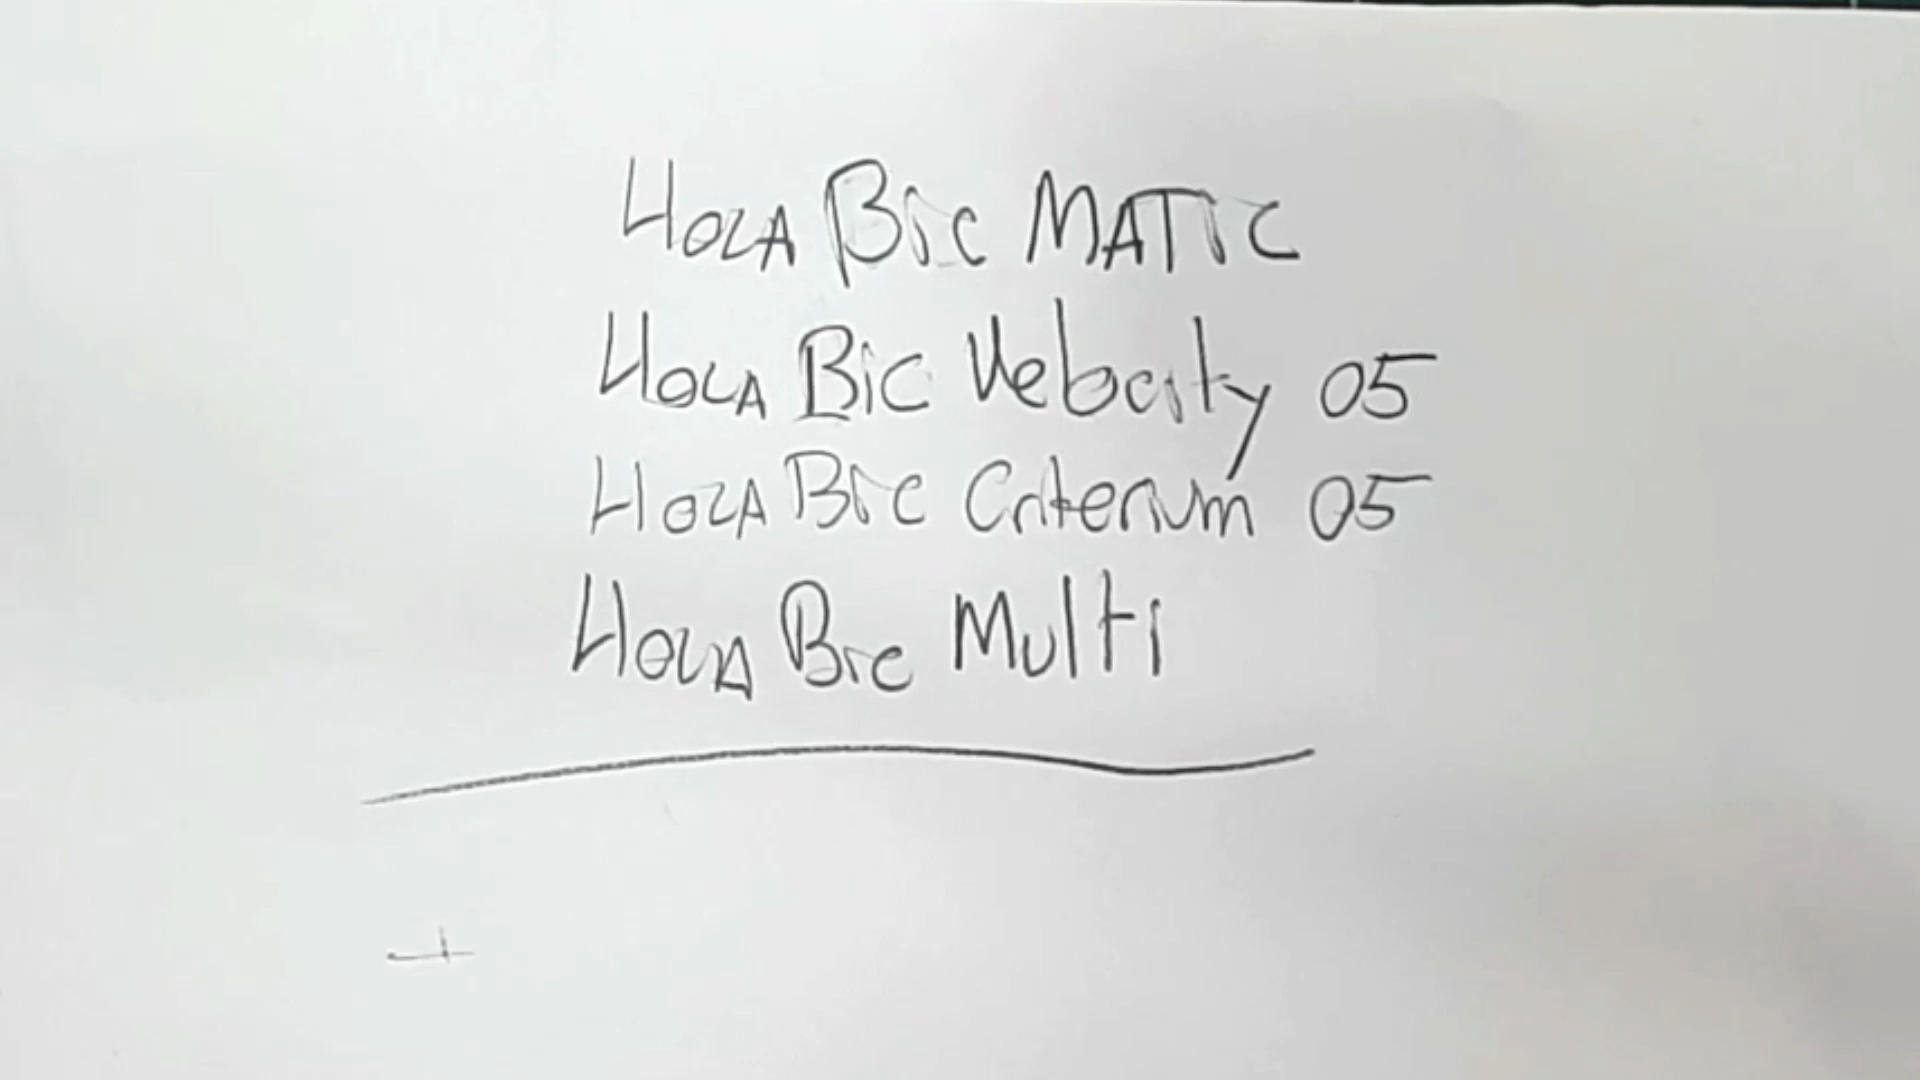 HOLA BIC MATIC
HOLA BIC Velocity 05
HOLA BIC Criterium 05
HOLA BIC Multi